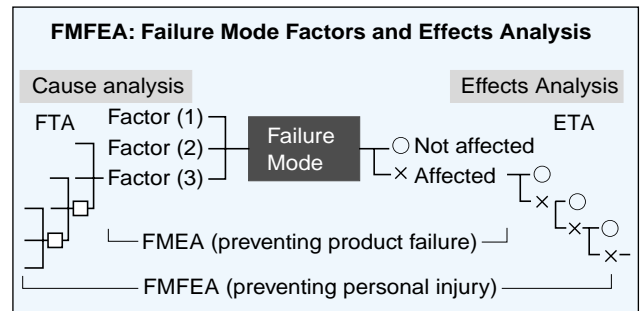 FMFEA: Failure Mode Factors and Effects Analysis
Cause analysis
Effects Analysis
FTA
ETA
Factor (1)
Factor (2)
Factor (3)
Failure
Mode
Not affected
Affected
FMEA (preventing product failure)
FMFEA (preventing personal injury)